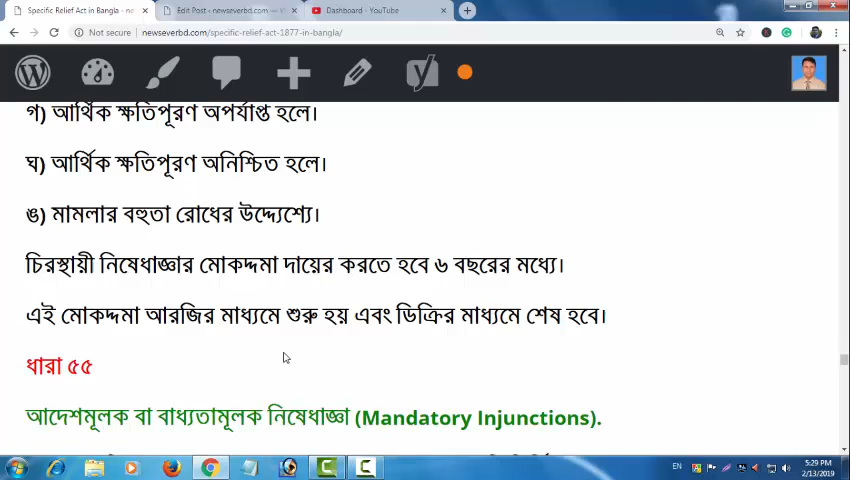 Specific Relief Act in Bangla - ne
Edit Post ‹ newseverbd.com —
Dashboard - YouTube
Not secure | newseverbd.com/specific-relief-act-1877-in-bangla/
গ) আর্থিক ক্ষতিপূরণ অপর্যাপ্ত হলে।
ঘ) আর্থিক ক্ষতিপূরণ অনিশ্চিত হলে।
ঙ) মামলার বহুতা রোধের উদ্দ্যেশ্যে।
চিরস্থায়ী নিষেধাজ্ঞার মোকদ্দমা দায়ের করতে হবে ৬ বছরের মধ্যে।
এই মোকদ্দমা আরজির মাধ্যমে শুরু হয় এবং ডিক্রির মাধ্যমে শেষ হবে।
ধারা ৫৫
আদেশমূলক বা বাধ্যতামূলক নিষেধাজ্ঞা (Mandatory Injunctions).
EN
5:29 PM
2/13/2019